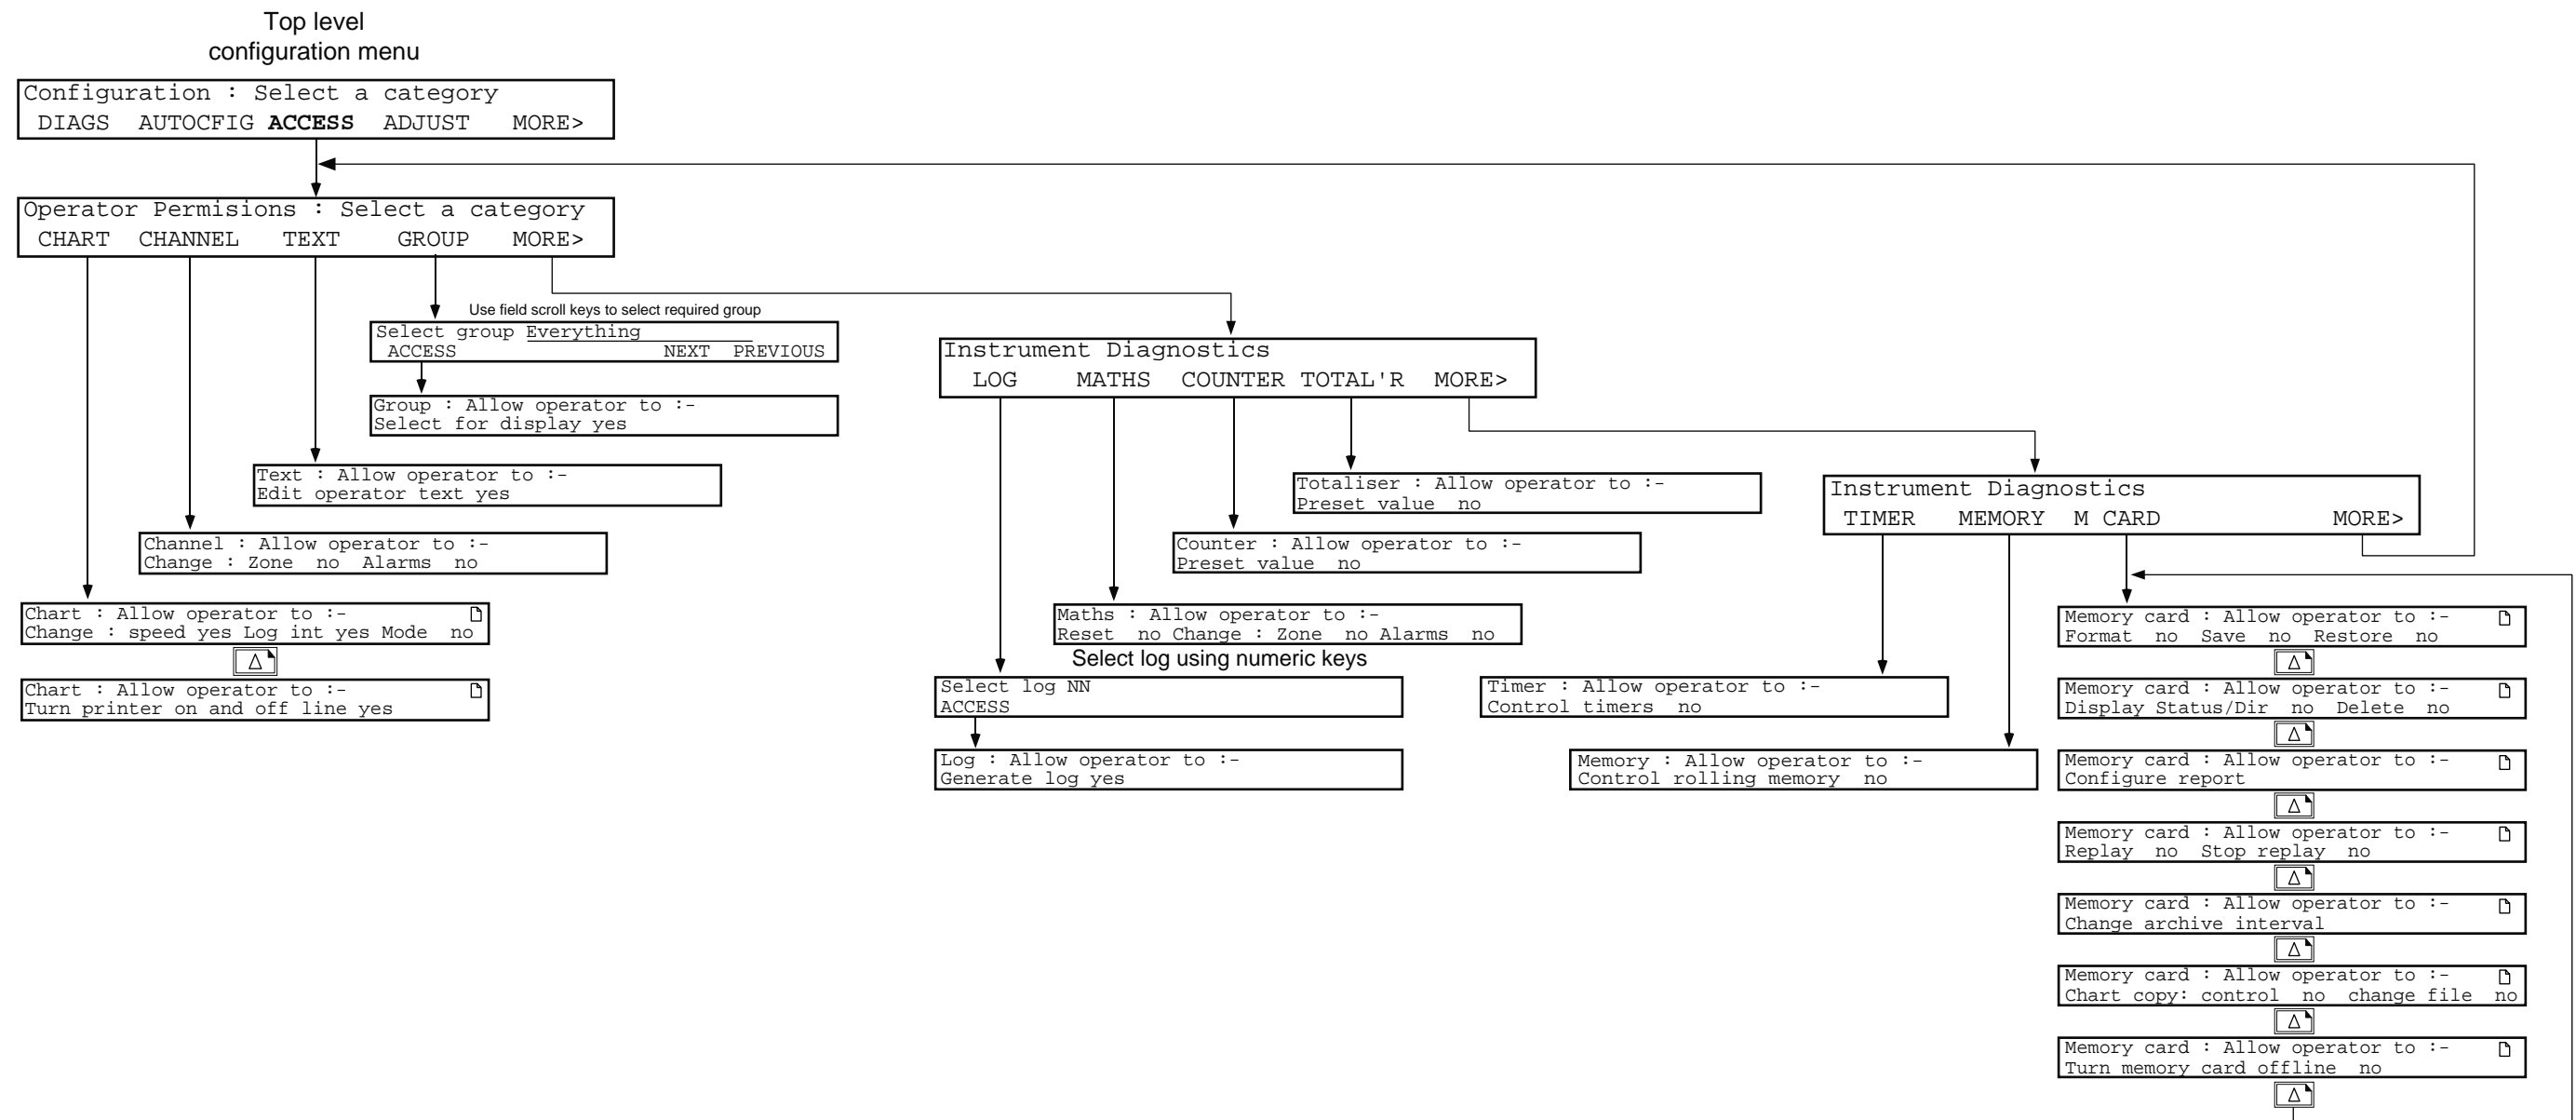 Top level
configuration menu
Configuration : Select a category
DIAGS AUTOCFIG ACCESS ADJUST MORE>
Operator Permisions : Select a category
CHART CHANNEL TEXT GROUP MORE>
Use field scroll keys to select required group
Select group Everything
ACCESS NEXT PREVIOUS
Group : Allow operator to :-
Select for display yes
Text : Allow operator to :-
Edit operator text yes
Channel : Allow operator to :-
Change : Zone no Alarms no
Chart : Allow operator to :-
Change : speed yes Log int yes Mode no
Chart : Allow operator to :-
Turn printer on and off line yes
Instrument Diagnostics
LOG MATHS COUNTER TOTAL'R MORE>
Totaliser : Allow operator to :-
Preset value no
Counter : Allow operator to :-
Preset value no
Maths : Allow operator to :-
Reset no Change : Zone no Alarms no
Select log using numeric keys
Select log NN
ACCESS
Log : Allow operator to :-
Generate log yes
Instrument Diagnostics
TIMER MEMORY M CARD MORE>
Timer : Allow operator to :-
Control timers no
Memory : Allow operator to :-
Control rolling memory no
Memory card : Allow operator to :-
Format no Save no Restore no
Memory card : Allow operator to :-
Display Status/Dir no Delete no
Memory card : Allow operator to :-
Configure report
Memory card : Allow operator to :-
Replay no Stop replay no
Memory card : Allow operator to :-
Change archive interval
Memory card : Allow operator to :-
Chart copy: control no change file no
Memory card : Allow operator to :-
Turn memory card offline no